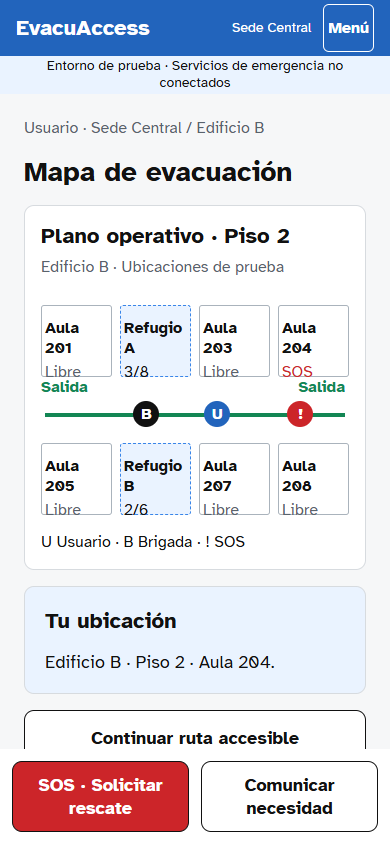 EvacuAccess
Sede Central
Menú
Entorno de prueba · Servicios de emergencia no
conectados
Usuario · Sede Central / Edificio B
Mapa de evacuación
Plano operativo · Piso 2
Edificio B · Ubicaciones de prueba
Aula
201
Libre
Refugio
A
3/8
Aula
203
Libre
Aula
204
SOS
Salida
Salida
B
U
!
Aula
205
Libre
Refugio
B
2/6
Aula
207
Libre
Aula
208
Libre
U Usuario · B Brigada · ! SOS
Tu ubicación
Edificio B · Piso 2 · Aula 204.
Continuar ruta accesible
SOS · Solicitar
rescate
Comunicar
necesidad